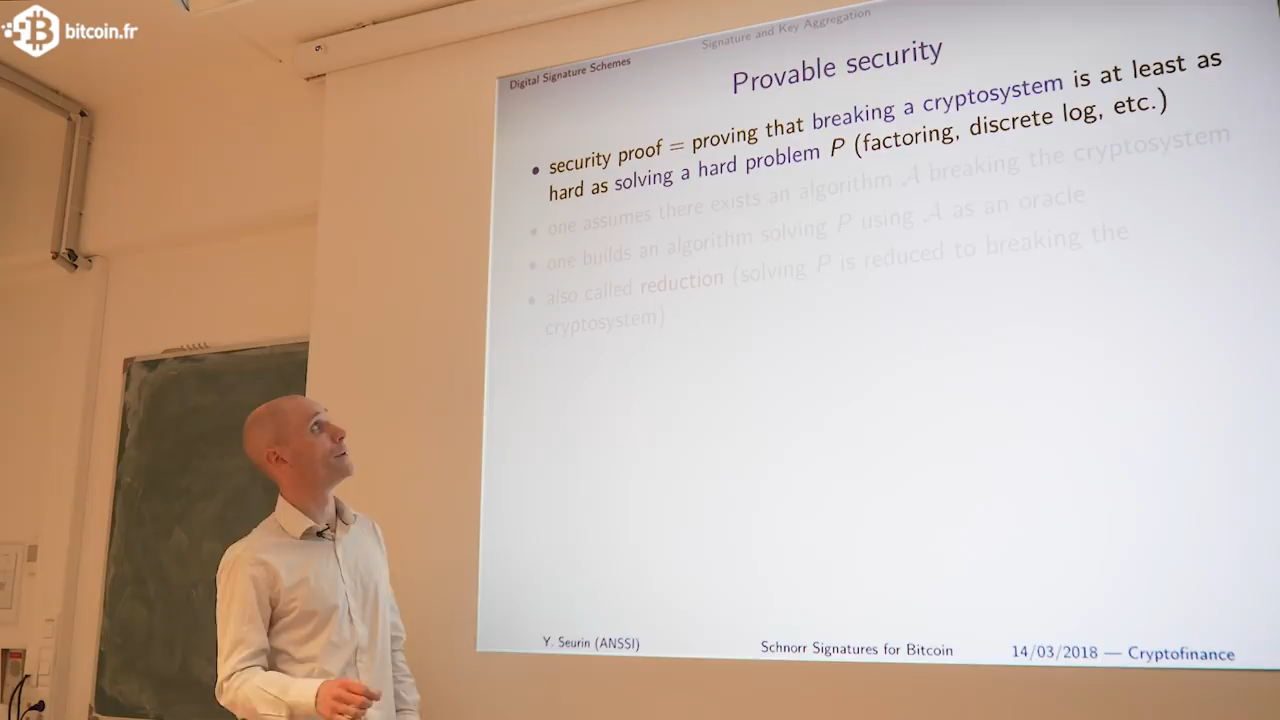 bitcoin.fr
Signature and Key Aggregation
Digital Signature Schemes
Provable security
• security proof = proving that breaking a cryptosystem is at least as
hard as solving a hard problem P (factoring, discrete log, etc.)
• one assumes there exists an algorithm A breaking the cryptosystem
• one builds an algorithm solving P using A as an oracle
• also called reduction (solving P is reduced to breaking the
cryptosystem)
Y. Seurin (ANSSI)
Schnorr Signatures for Bitcoin
14/03/2018 — Cryptofinance